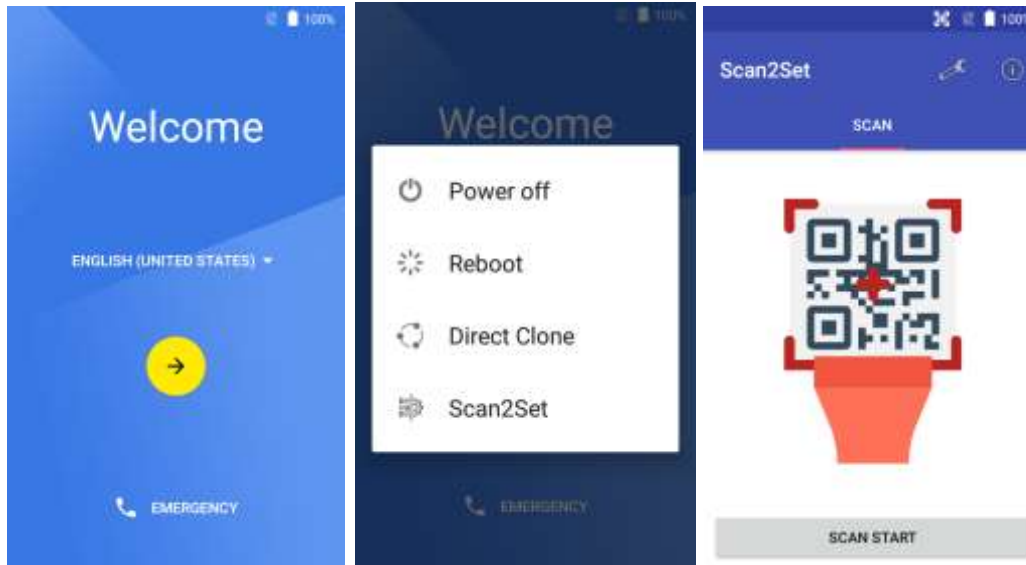 100%
Welcome
ENGLISH (UNITED STATES)
EMERGENCY
100%
Welcome
Power off
Reboot
Direct Clone
Scan2Set
EMERGENCY
100%
Scan2Set
SCAN
SCAN START